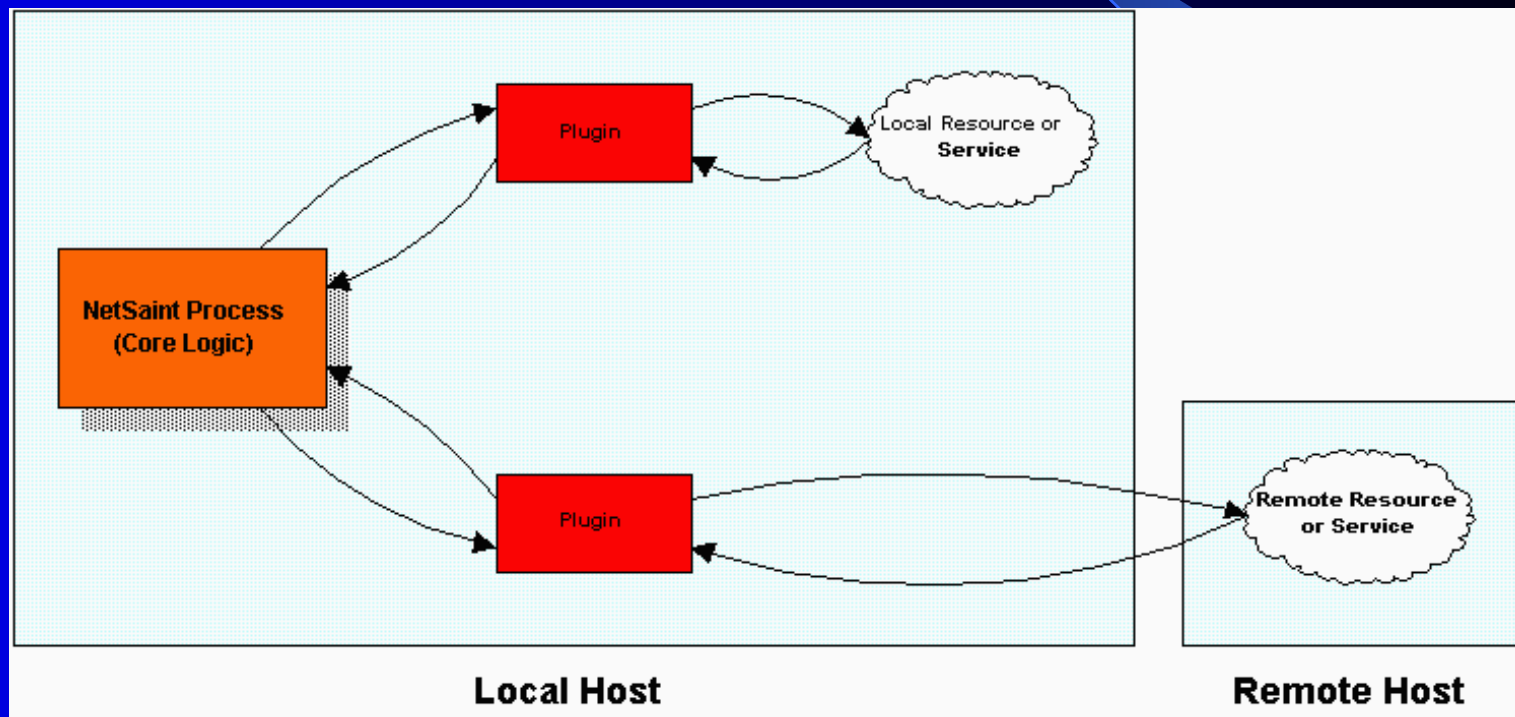 Plugin
Local Resource or
Service
NetSaint Process
(Core Logic)
Plugin
Remote Resource
or Service
Local Host
Remote Host